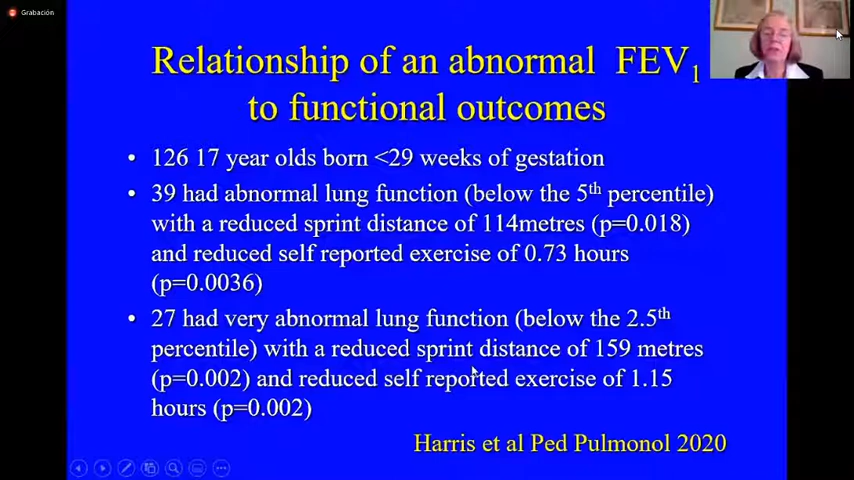 Grabación
Relationship of an abnormal FEV1
to functional outcomes
• 126 17 year olds born <29 weeks of gestation
• 39 had abnormal lung function (below the 5th percentile)
with a reduced sprint distance of 114metres (p=0.018)
and reduced self reported exercise of 0.73 hours
(p=0.0036)
• 27 had very abnormal lung function (below the 2.5th
percentile) with a reduced sprint distance of 159 metres
(p=0.002) and reduced self reported exercise of 1.15
hours (p=0.002)
Harris et al Ped Pulmonol 2020